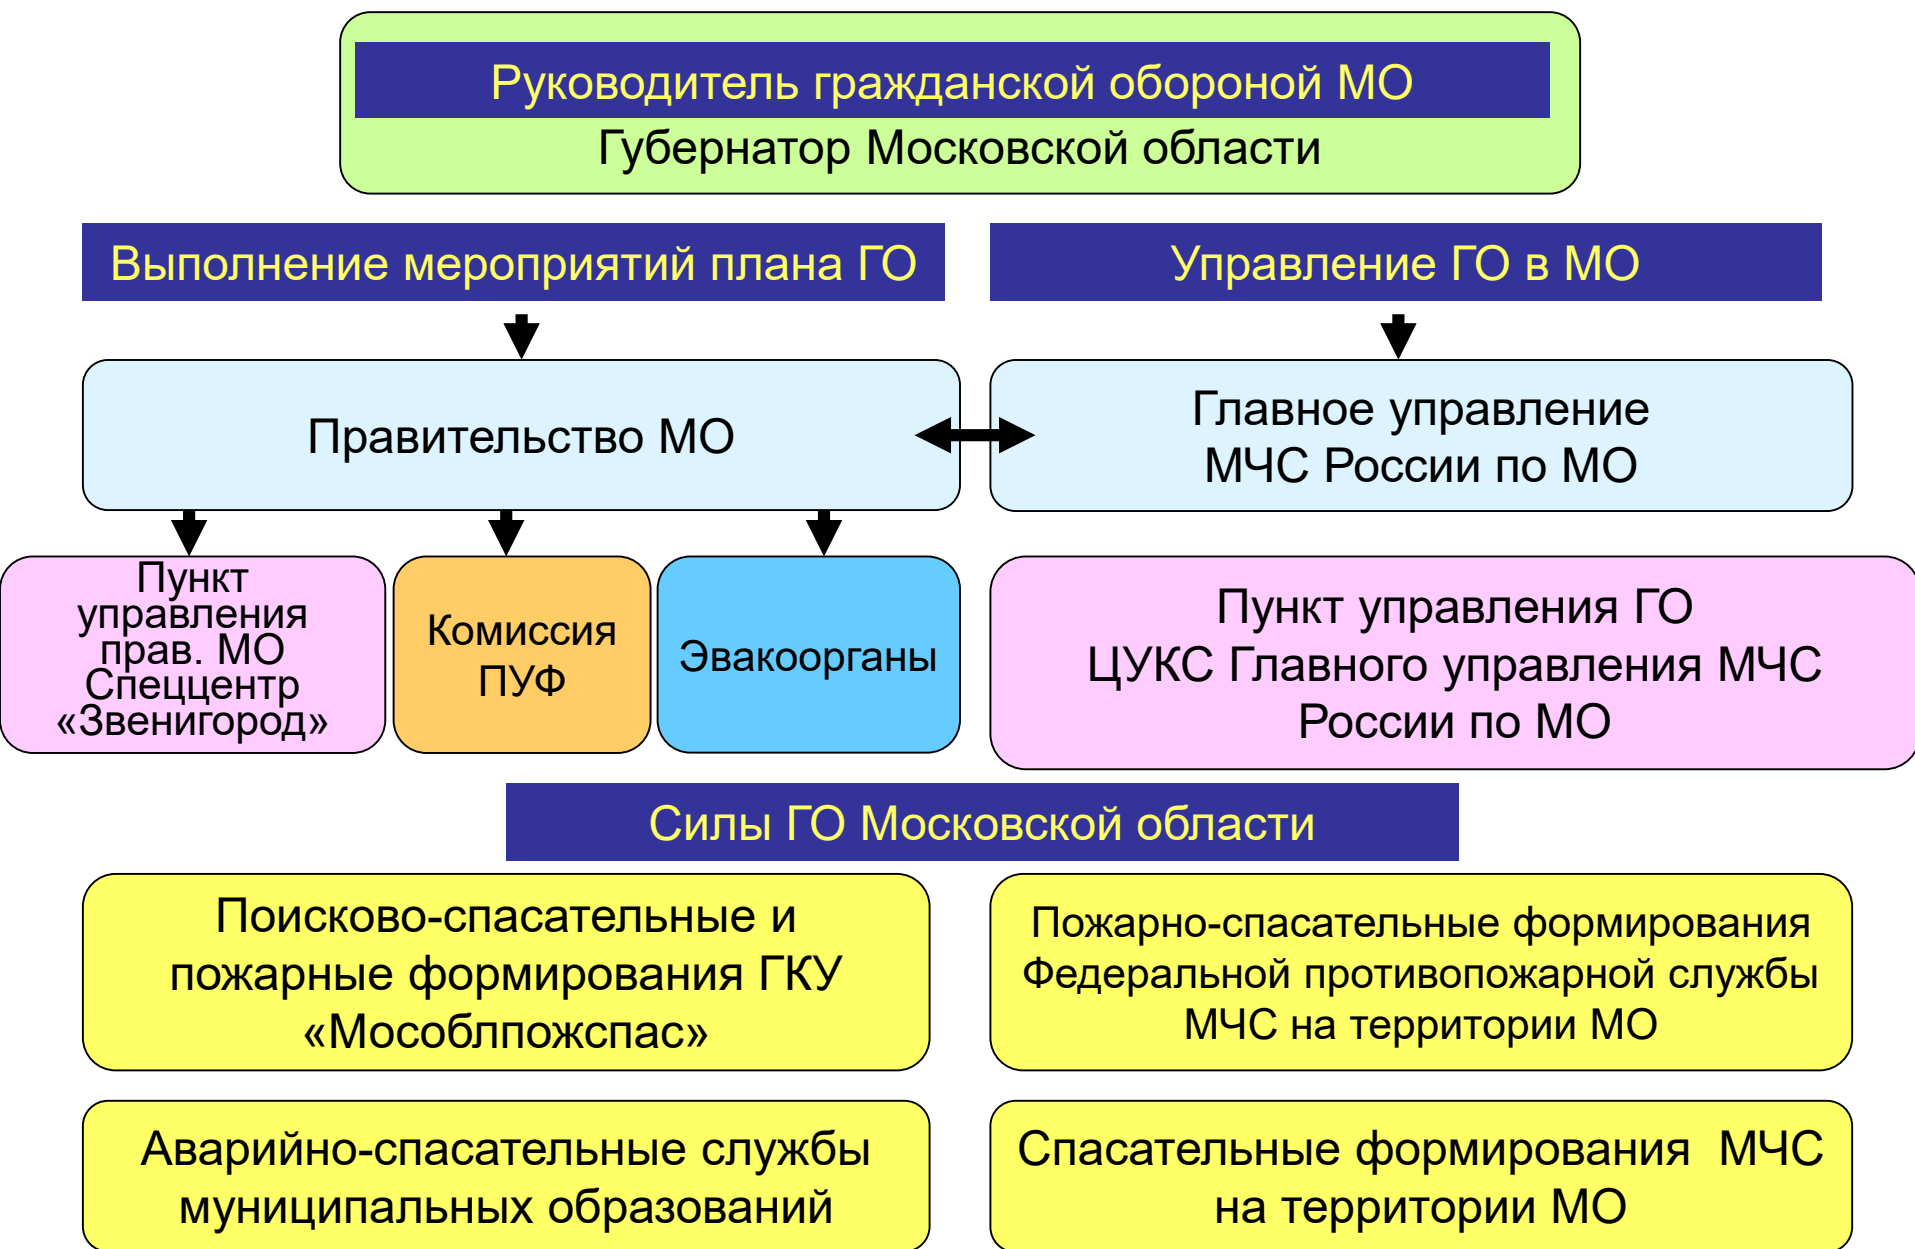 Руководитель гражданской обороной МО
Губернатор Московской области
Выполнение мероприятий плана ГО
Управление ГО в МО
Правительство МО
Главное управление
МЧС России по МО
Пункт
управления
прав. МО
Спеццентр
«Звенигород»
Комиссия
ПУФ
Эвакоорганы
Пункт управления ГО
ЦУКС Главного управления МЧС
России по МО
Силы ГО Московской области
Поисково-спасательные и
пожарные формирования ГКУ
«Мособлпожспас»
Пожарно-спасательные формирования
Федеральной противопожарной службы
МЧС на территории МО
Аварийно-спасательные службы
муниципальных образований
Спасательные формирования  МЧС
на территории МО